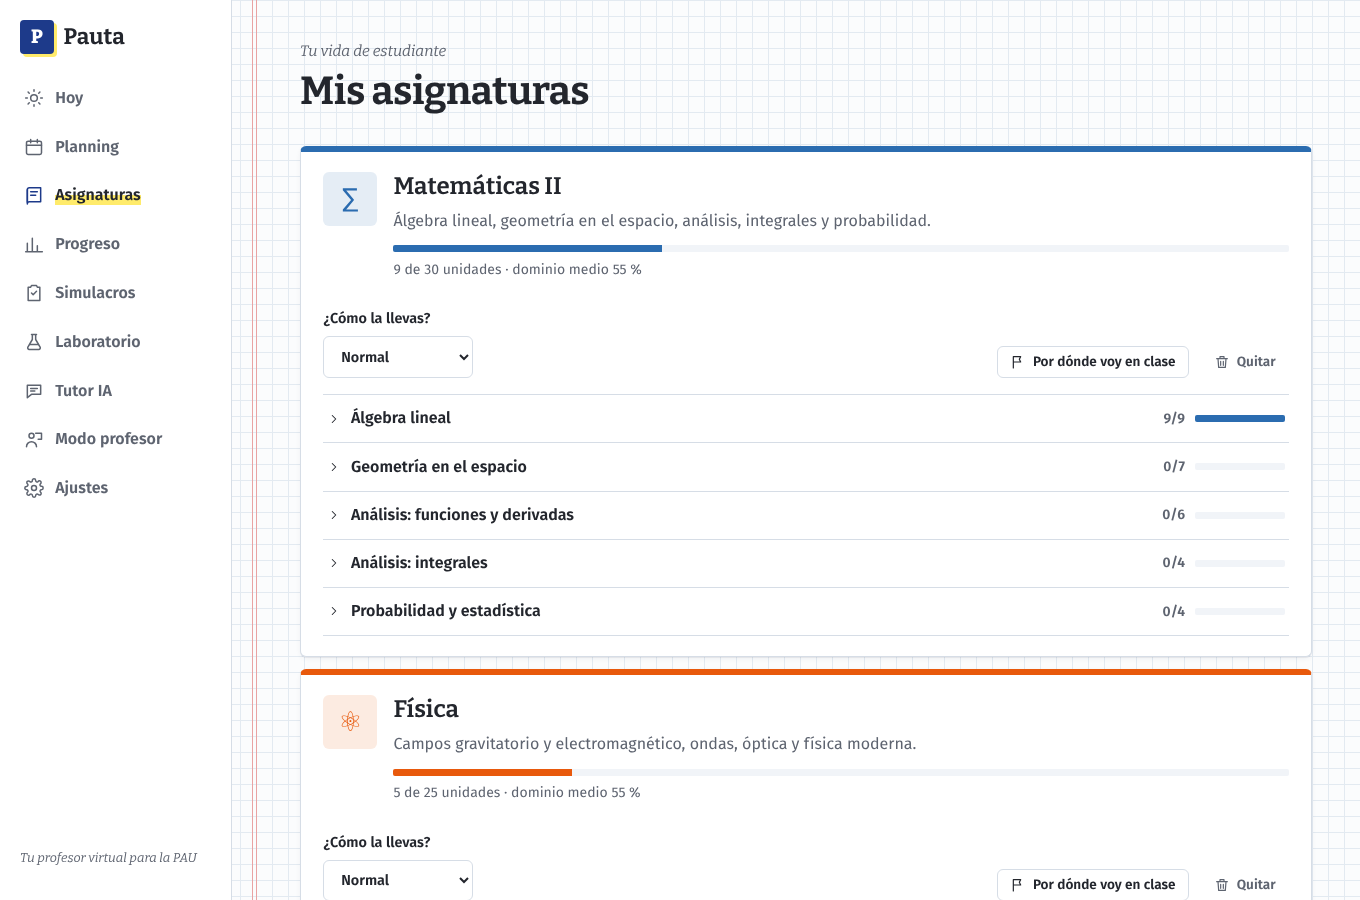 P Pauta
Hoy
Planning
Asignaturas
Progreso
Simulacros
Laboratorio
Tutor IA
Modo profesor
Ajustes
Tu profesor virtual para la PAU
Tu vida de estudiante
Mis asignaturas
Σ
Matemáticas II
Álgebra lineal, geometría en el espacio, análisis, integrales y probabilidad.
9 de 30 unidades · dominio medio 55 %
¿Cómo la llevas?
Normal
Por dónde voy en clase
Quitar
Álgebra lineal 9/9
Geometría en el espacio 0/7
Análisis: funciones y derivadas 0/6
Análisis: integrales 0/4
Probabilidad y estadística 0/4
Física
Campos gravitatorio y electromagnético, ondas, óptica y física moderna.
5 de 25 unidades · dominio medio 55 %
¿Cómo la llevas?
Normal
Por dónde voy en clase
Quitar